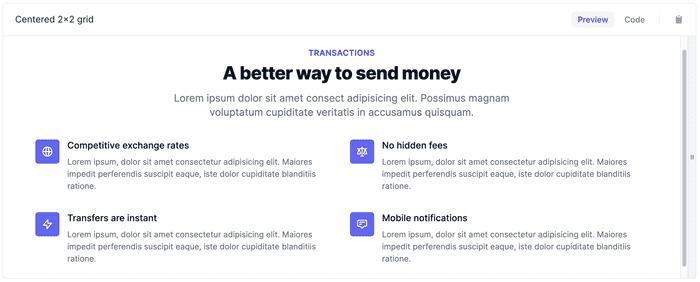 Centered 2×2 grid
Preview Code
TRANSACTIONS
A better way to send money
Lorem ipsum dolor sit amet consect adipisicing elit. Possimus magnam
voluptatum cupiditate veritatis in accusamus quisquam.
Competitive exchange rates
Lorem ipsum, dolor sit amet consectetur adipisicing elit. Maiores
impedit perferendis suscipit eaque, iste dolor cupiditate blanditiis
ratione.
No hidden fees
Lorem ipsum, dolor sit amet consectetur adipisicing elit. Maiores
impedit perferendis suscipit eaque, iste dolor cupiditate blanditiis
ratione.
Transfers are instant
Lorem ipsum, dolor sit amet consectetur adipisicing elit. Maiores
impedit perferendis suscipit eaque, iste dolor cupiditate blanditiis
ratione.
Mobile notifications
Lorem ipsum, dolor sit amet consectetur adipisicing elit. Maiores
impedit perferendis suscipit eaque, iste dolor cupiditate blanditiis
ratione.